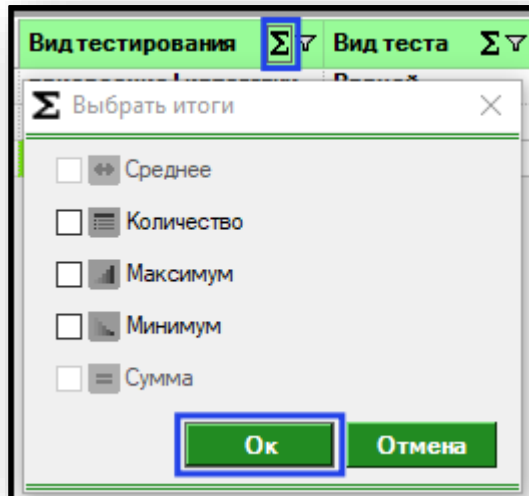 Вид тестирования Σ Вид теста Σ
Σ Выбрать итоги
Среднее
Количество
Максимум
Минимум
Сумма
Ок Отмена